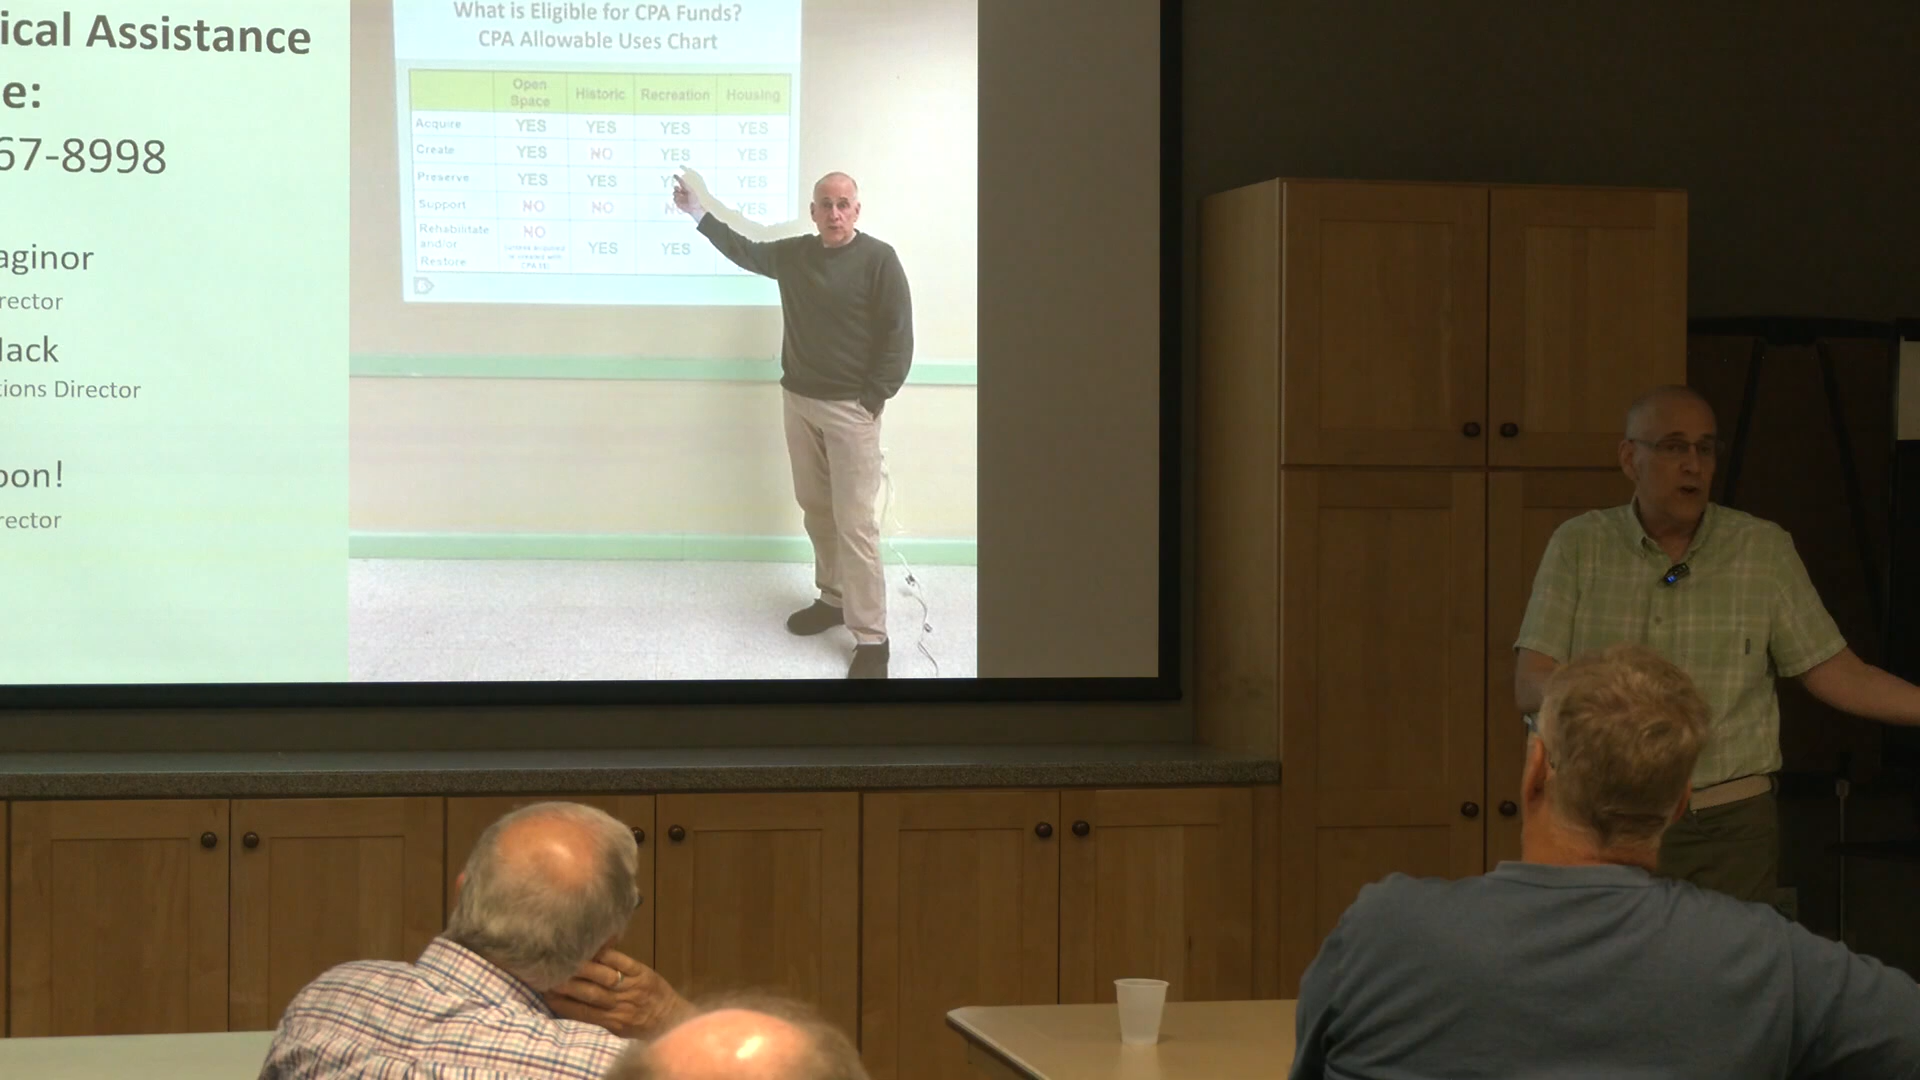 ical Assistance
e:
67-8998
aginor
rector
Mack
tions Director
oon!
rector
What is Eligible for CPA Funds?
CPA Allowable Uses Chart
Open Space Historic Recreation Housing
Acquire YES YES YES YES
Create YES NO YES YES
Preserve YES YES YES
Support NO NO NO YES
Rehabilitate and/or Restore NO YES YES